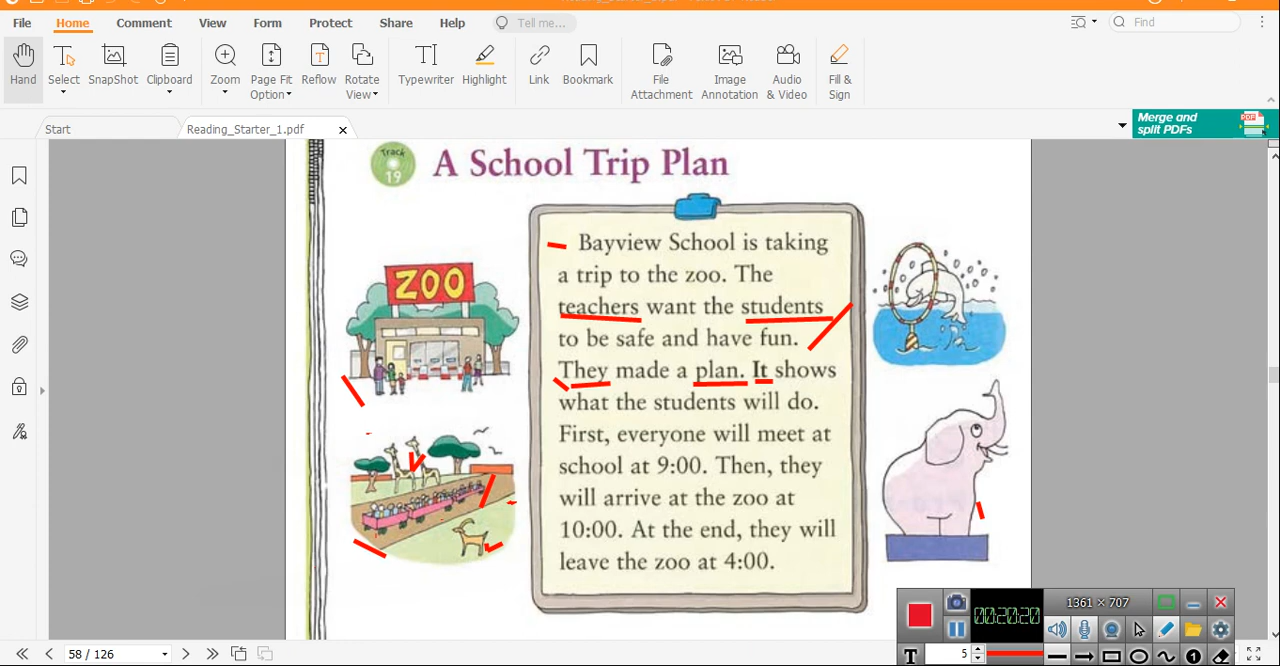 File Home Comment View Form Protect Share Help Tell me... Find
Hand Select SnapShot Clipboard Zoom Page Fit Option Reflow Rotate View Typewriter Highlight Link Bookmark File Attachment Image Annotation Audio & Video Fill & Sign
Start Reading_Starter_1.pdf Merge and split PDFs
Track 19
A School Trip Plan
ZOO
Bayview School is taking
a trip to the zoo. The
teachers want the students
to be safe and have fun.
They made a plan. It shows
what the students will do.
First, everyone will meet at
school at 9:00. Then, they
will arrive at the zoo at
10:00. At the end, they will
leave the zoo at 4:00.
1361 × 707
00:20:20
58 / 126
T 5 1